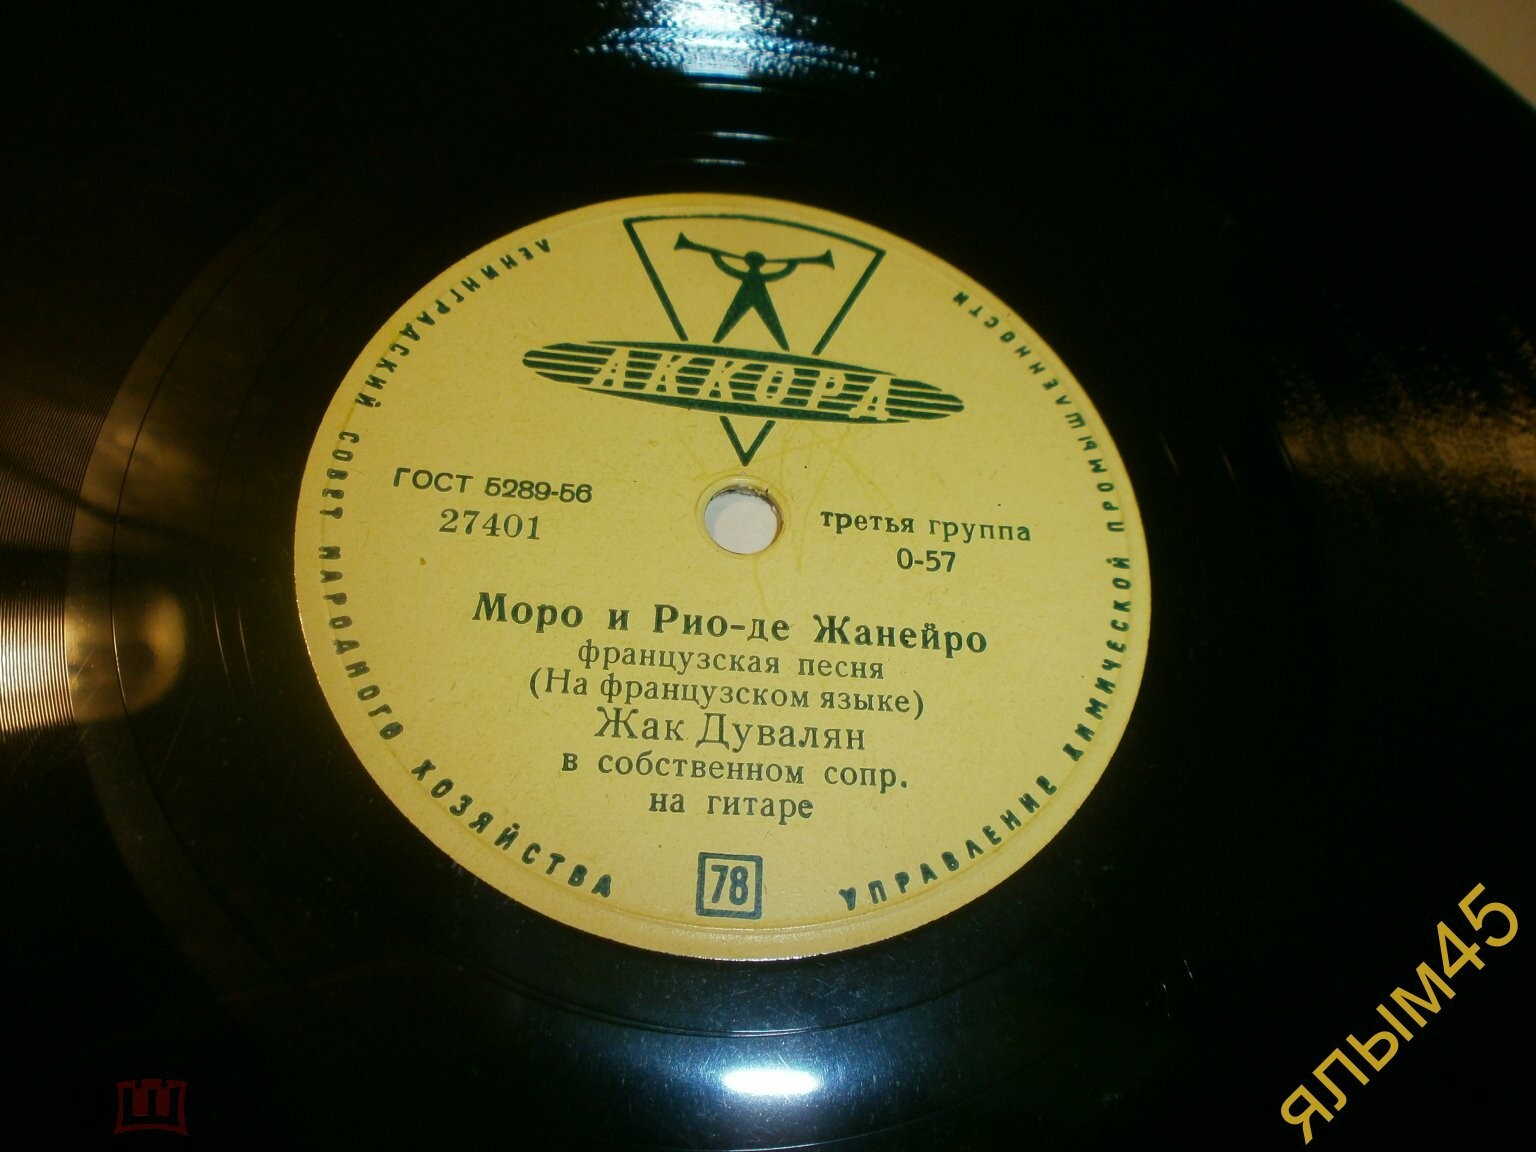 АККОРД
ЛЕНИНГРАДСКИЙ СОВЕТ НАРОДНОГО ХОЗЯЙСТВА
УПРАВЛЕНИЕ ХИМИЧЕСКОЙ ПРОМЫШЛЕННОСТИ
ГОСТ 5289-56
27401
третья группа
0-57
Моро и Рио-де Жанейро
французская песня
(На французском языке)
Жак Дувалян
в собственном сопр.
на гитаре
78
ялым45